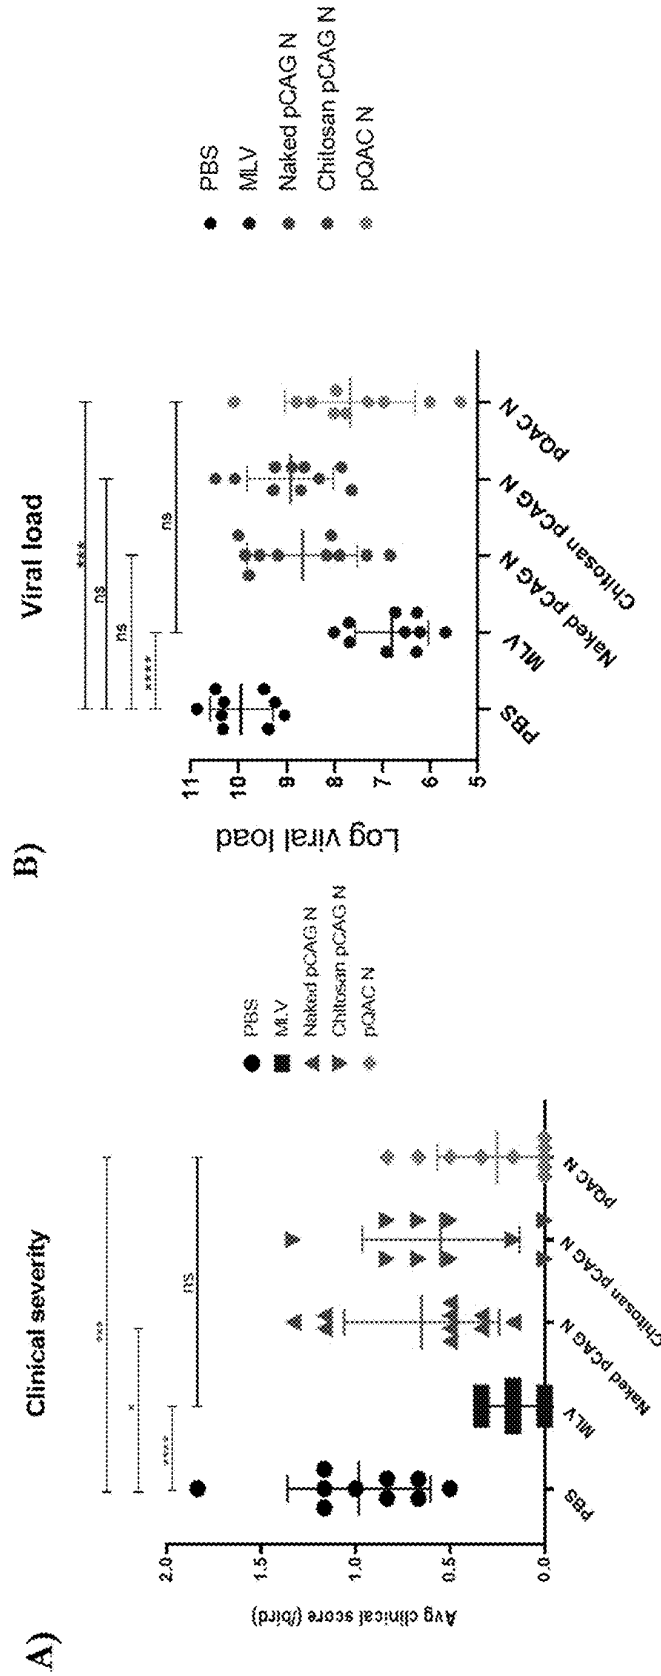 A)
Clinical severity
***
*
ns
****
Avg clinical score (/bird)
2.0
1.5
1.0
0.5
0.0
PBS
MLV
Naked pCAG N
Chitosan pCAG N
pQAC N
PBS
MLV
Naked pCAG N
Chitosan pCAG N
pQAC N
B)
Viral load
***
ns
ns
ns
****
Log viral load
11
10
9
8
7
6
5
PBS
MLV
Naked pCAG N
Chitosan pCAG N
pQAC N
PBS
MLV
Naked pCAG N
Chitosan pCAG N
pQAC N